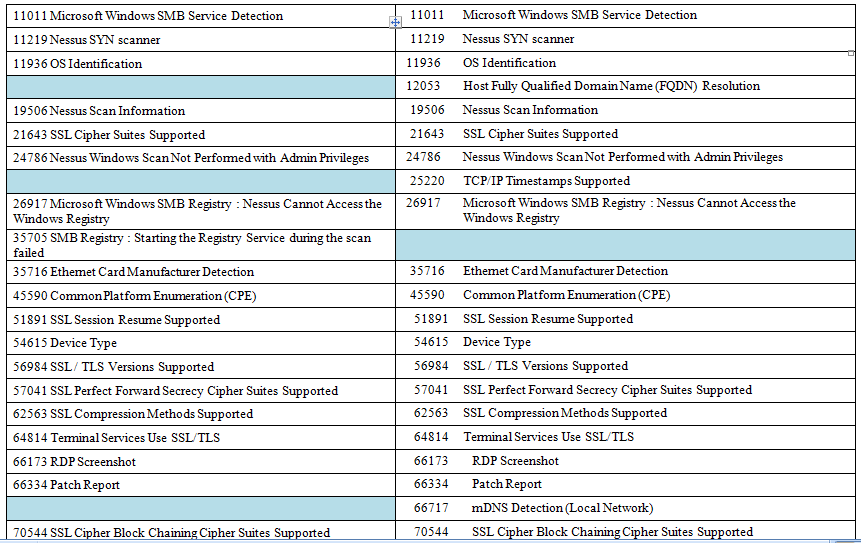 11011 Microsoft Windows SMB Service Detection
11011 Microsoft Windows SMB Service Detection
11219 Nessus SYN scanner
11219 Nessus SYN scanner
11936 OS Identification
11936 OS Identification
12053 Host Fully Qualified Domain Name (FQDN) Resolution
19506 Nessus Scan Information
19506 Nessus Scan Information
21643 SSL Cipher Suites Supported
21643 SSL Cipher Suites Supported
24786 Nessus Windows Scan Not Performed with Admin Privileges
24786 Nessus Windows Scan Not Performed with Admin Privileges
25220 TCP/IP Timestamps Supported
26917 Microsoft Windows SMB Registry : Nessus Cannot Access the
Windows Registry
26917 Microsoft Windows SMB Registry : Nessus Cannot Access the
Windows Registry
35705 SMB Registry : Starting the Registry Service during the scan
failed
35716 Ethernet Card Manufacturer Detection
35716 Ethernet Card Manufacturer Detection
45590 Common Platform Enumeration (CPE)
45590 Common Platform Enumeration (CPE)
51891 SSL Session Resume Supported
51891 SSL Session Resume Supported
54615 Device Type
54615 Device Type
56984 SSL / TLS Versions Supported
56984 SSL / TLS Versions Supported
57041 SSL Perfect Forward Secrecy Cipher Suites Supported
57041 SSL Perfect Forward Secrecy Cipher Suites Supported
62563 SSL Compression Methods Supported
62563 SSL Compression Methods Supported
64814 Terminal Services Use SSL/TLS
64814 Terminal Services Use SSL/TLS
66173 RDP Screenshot
66173 RDP Screenshot
66334 Patch Report
66334 Patch Report
66717 mDNS Detection (Local Network)
70544 SSL Cipher Block Chaining Cipher Suites Supported
70544 SSL Cipher Block Chaining Cipher Suites Supported